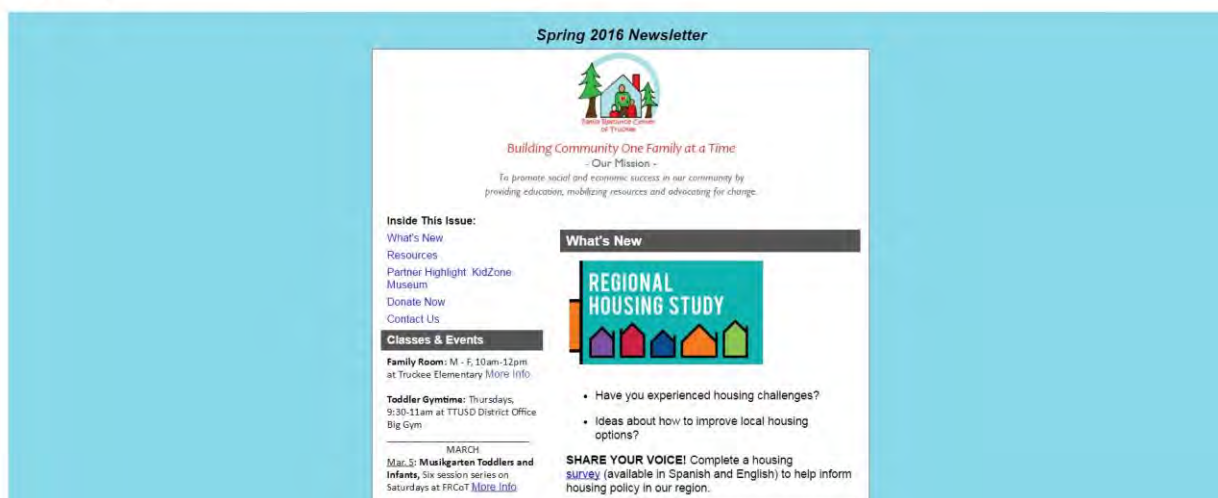 Spring 2016 Newsletter
Family Resource Center
of Truckee
Building Community One Family at a Time
- Our Mission -
To promote social and economic success in our community by
providing education, mobilizing resources and advocating for change.
Inside This Issue:
What's New
Resources
Partner Highlight KidZone
Museum
Donate Now
Contact Us
Classes & Events
Family Room: M - F, 10am-12pm
at Truckee Elementary More Info
Toddler Gymtime: Thursdays,
9:30-11am at TTUSD District Office
Big Gym
MARCH
Mar. 5: Musikgarten Toddlers and
Infants, Six session series on
Saturdays at FRCoT More Info
What's New
REGIONAL
HOUSING STUDY
• Have you experienced housing challenges?
• Ideas about how to improve local housing
options?
SHARE YOUR VOICE! Complete a housing
survey (available in Spanish and English) to help inform
housing policy in our region.